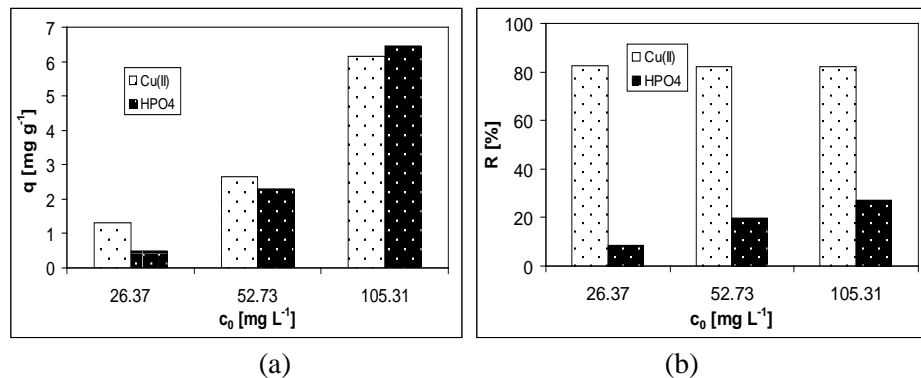 7
6
5
4
3
2
1
0
q [mg g⁻¹]
Cu(II)
HPO4
26.37 52.73 105.31
c₀ [mg L⁻¹]
(a)
100
80
60
40
20
0
R [%]
Cu(II)
HPO4
26.37 52.73 105.31
c₀ [mg L⁻¹]
(b)